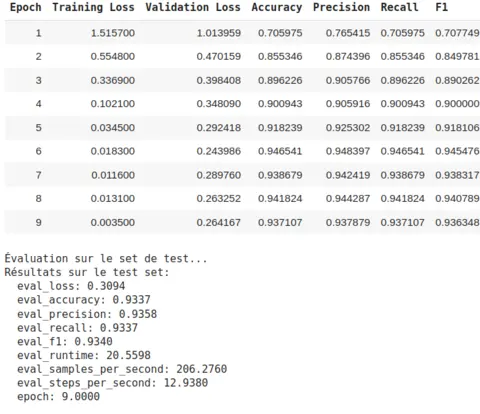 Epoch Training Loss Validation Loss Accuracy Precision Recall F1
1 1.515700 1.013959 0.705975 0.765415 0.705975 0.707749
2 0.554800 0.470159 0.855346 0.874396 0.855346 0.849781
3 0.336900 0.398408 0.896226 0.905766 0.896226 0.890262
4 0.102100 0.348090 0.900943 0.905916 0.900943 0.900000
5 0.034500 0.292418 0.918239 0.925302 0.918239 0.918106
6 0.018300 0.243986 0.946541 0.948397 0.946541 0.945476
7 0.011600 0.289760 0.938679 0.942419 0.938679 0.938317
8 0.013100 0.263252 0.941824 0.944287 0.941824 0.940789
9 0.003500 0.264167 0.937107 0.937879 0.937107 0.936348
Évaluation sur le set de test...
Résultats sur le test set:
eval_loss: 0.3094
eval_accuracy: 0.9337
eval_precision: 0.9358
eval_recall: 0.9337
eval_f1: 0.9340
eval_runtime: 20.5598
eval_samples_per_second: 206.2760
eval_steps_per_second: 12.9380
epoch: 9.0000